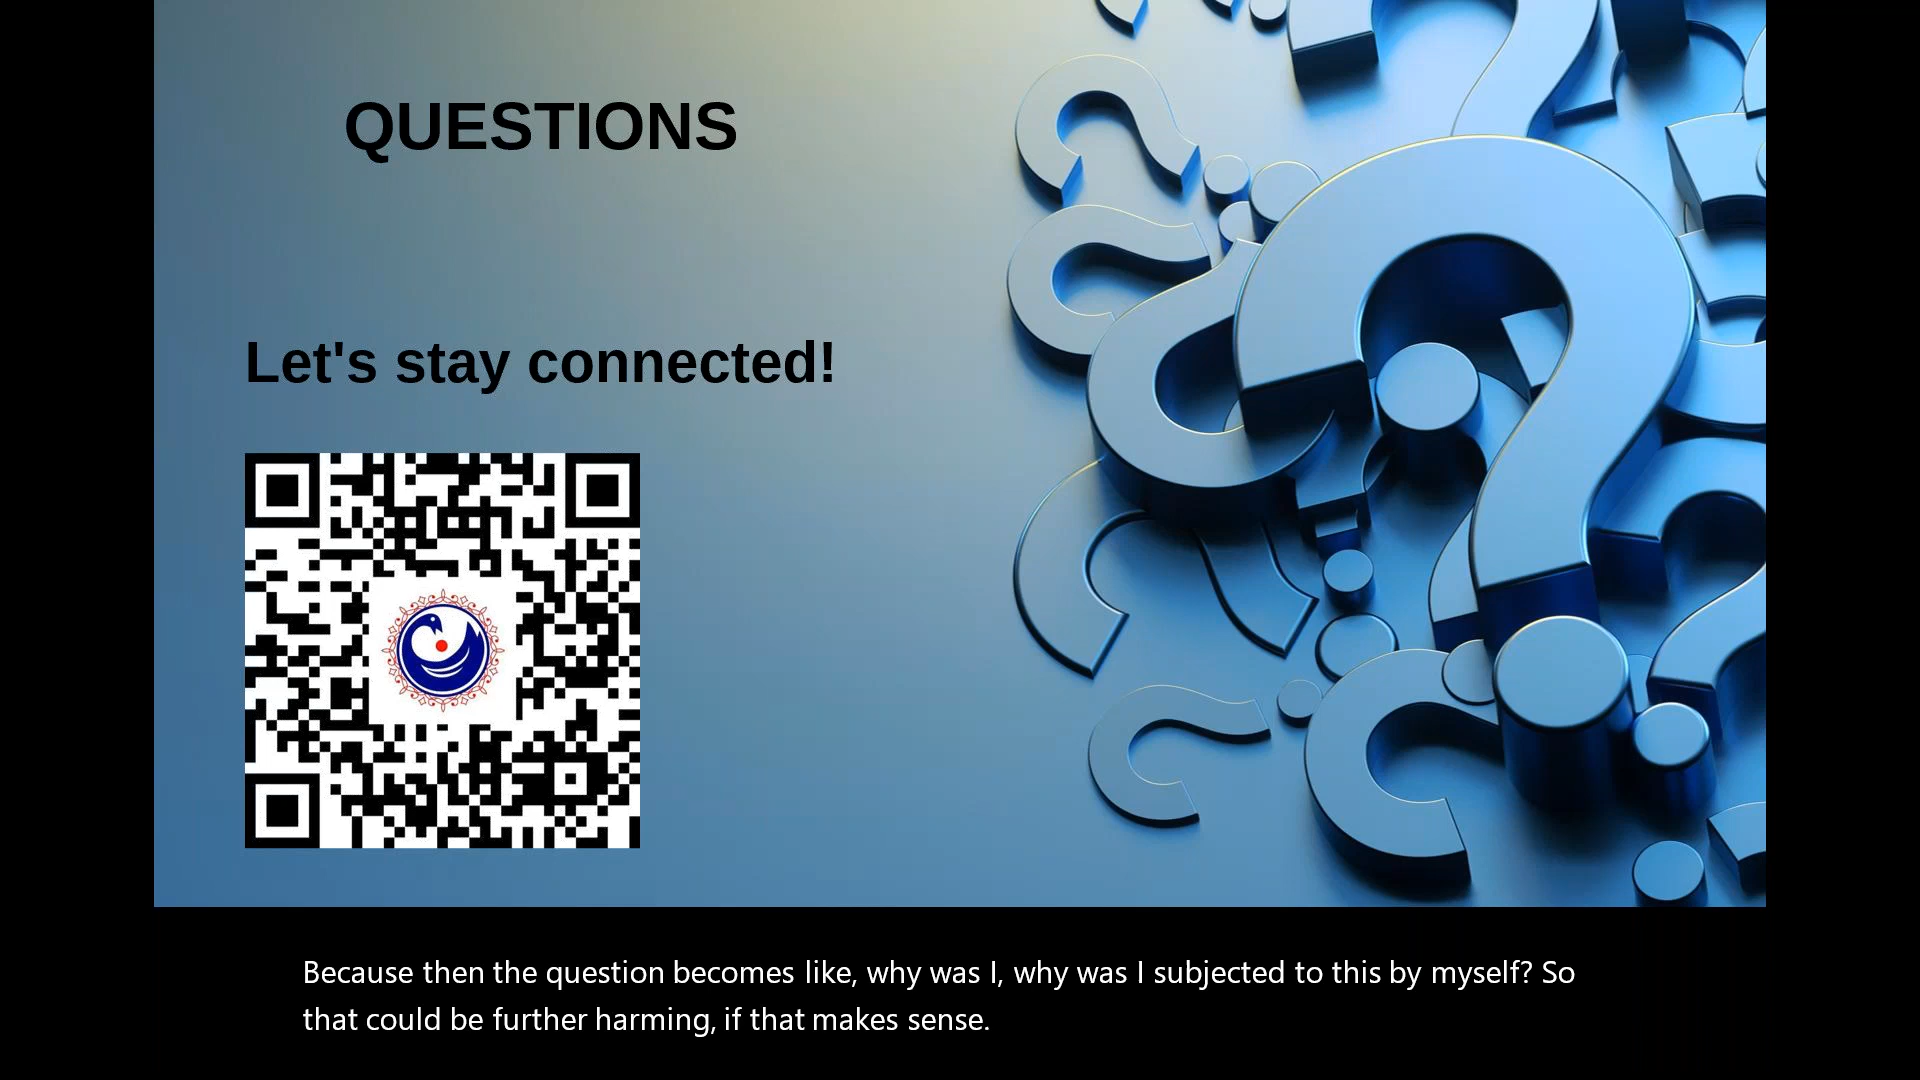 QUESTIONS
Let's stay connected!
Because then the question becomes like, why was I, why was I subjected to this by myself? So
that could be further harming, if that makes sense.